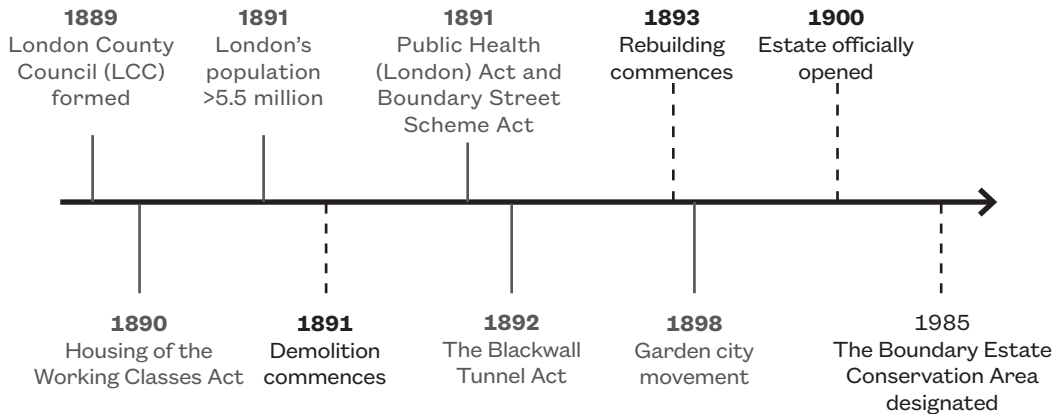 1889
London County
Council (LCC)
formed
1891
London’s
population
>5.5 million
1891
Public Health
(London) Act and
Boundary Street
Scheme Act
1893
Rebuilding
commences
1900
Estate officially
opened
1890
Housing of the
Working Classes Act
1891
Demolition
commences
1892
The Blackwall
Tunnel Act
1898
Garden city
movement
1985
The Boundary Estate
Conservation Area
designated